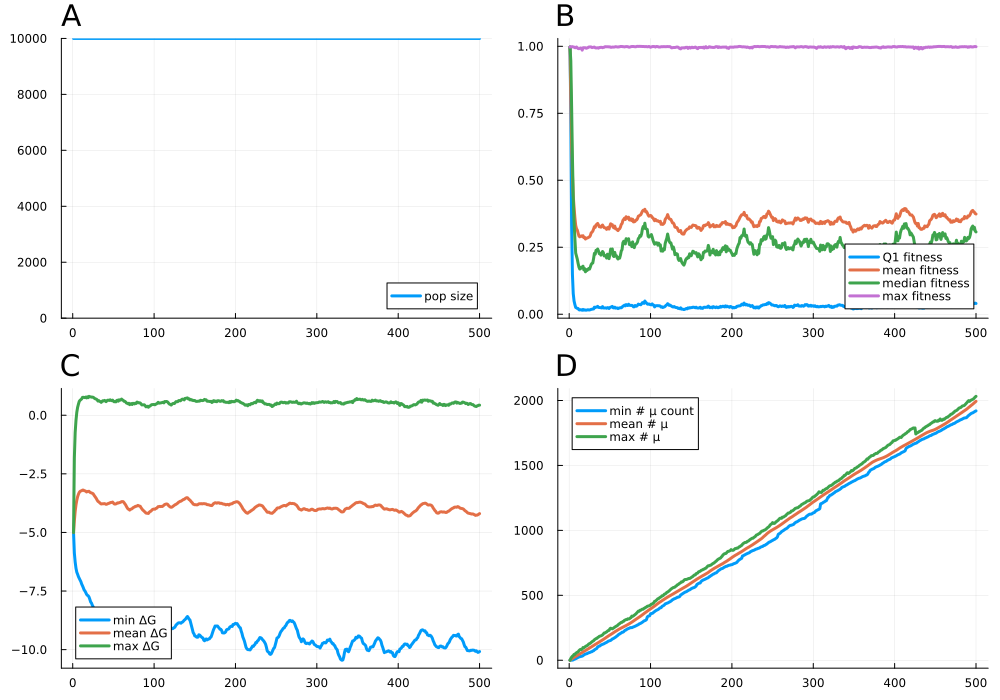 A
10000
8000
6000
4000
2000
0
0 100 200 300 400 500
pop size
B
1.00
0.75
0.50
0.25
0.00
0 100 200 300 400 500
Q1 fitness
mean fitness
median fitness
max fitness
C
0.0
−2.5
−5.0
−7.5
−10.0
0 100 200 300 400 500
min ΔG
mean ΔG
max ΔG
D
2000
1500
1000
500
0
0 100 200 300 400 500
min # μ count
mean # μ
max # μ